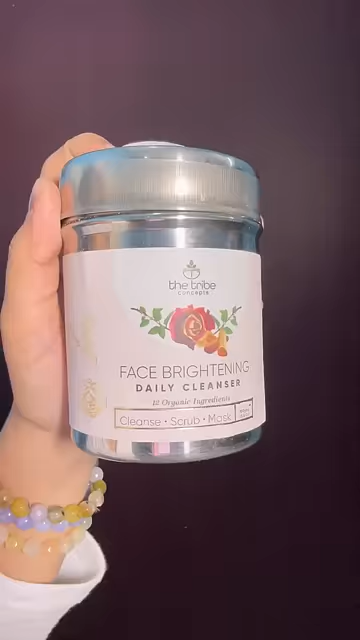 the tribe
concepts
FACE BRIGHTENING
DAILY CLEANSER
12 Organic Ingredients
Cleanse • Scrub • Mask